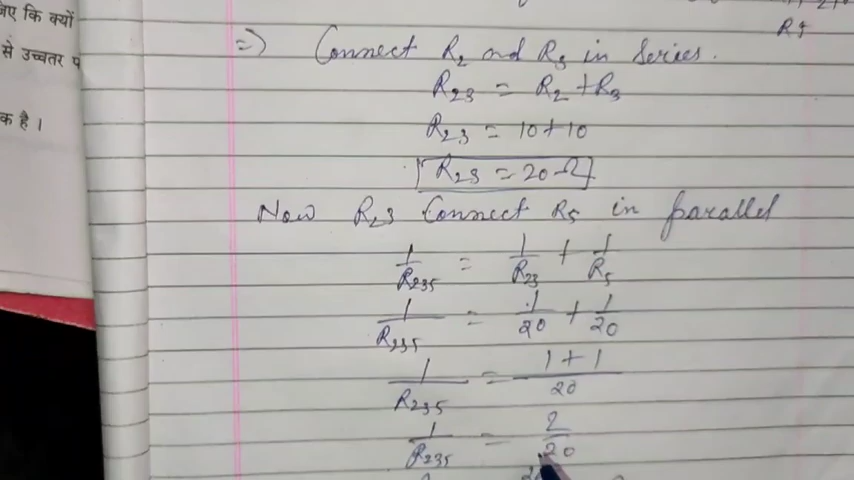 जिए कि क्यों
से उच्चतर प
क है।
R4
=) Connect R2 and R3 in Series.
R23 = R2 + R3
R23 = 10 + 10
R23 = 20 Ω
Now R23 Connect R5 in parallel
1/R235 = 1/R23 + 1/R5
1/R235 = 1/20 + 1/20
1/R235 = 1 + 1/20
1/R235 = 2/20